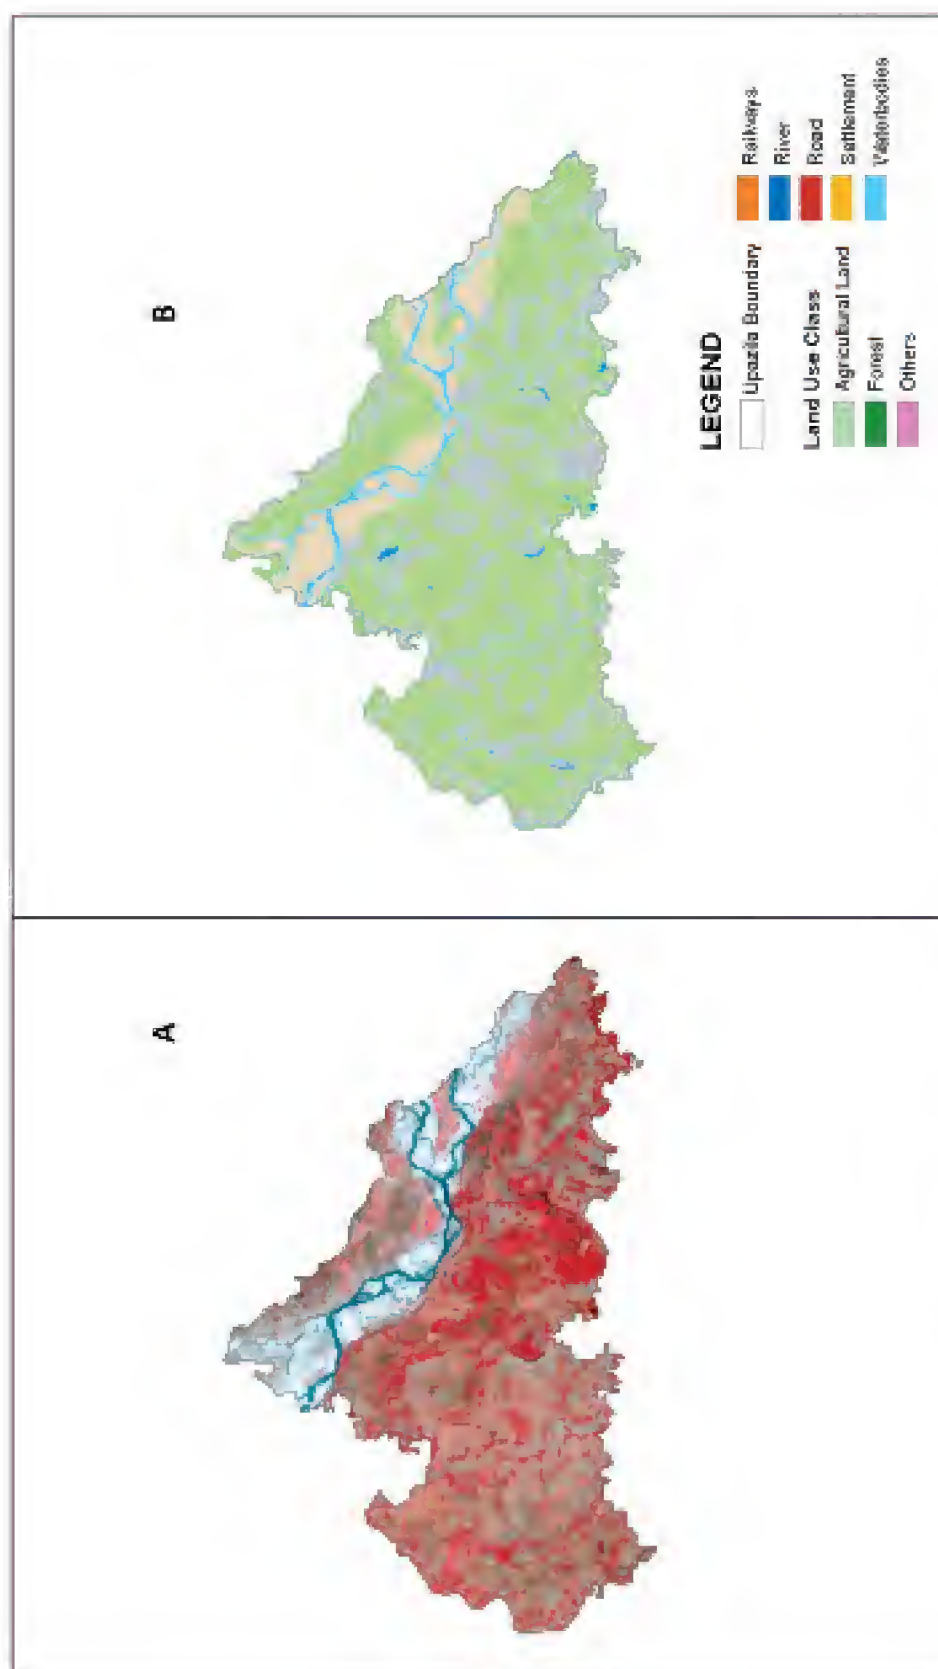 A
B
LEGEND
Upazila Boundary
Land Use Class
Agricultural Land
Forest
Others
Railways
River
Road
Settlement
Waterbodies